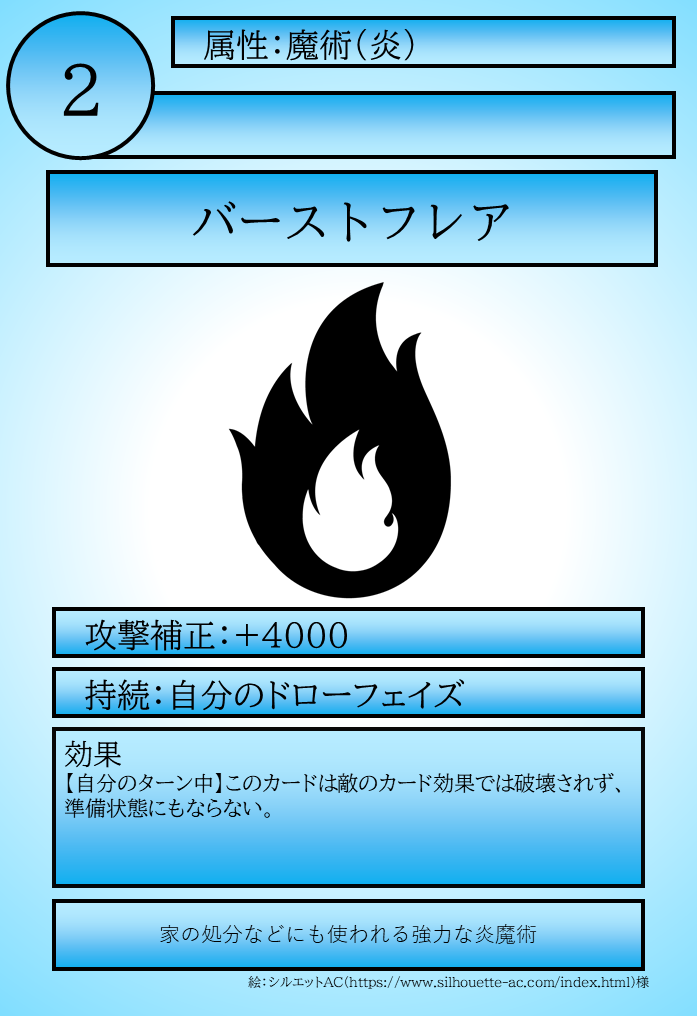 属性：魔術（炎）
2
バーストフレア
攻撃補正：＋4000
持続：自分のドローフェイズ
効果
【自分のターン中】このカードは敵のカード効果では破壊されず、
準備状態にもならない。
家の処分などにも使われる強力な炎魔術
絵：シルエットAC（https://www.silhouette-ac.com/index.html）様